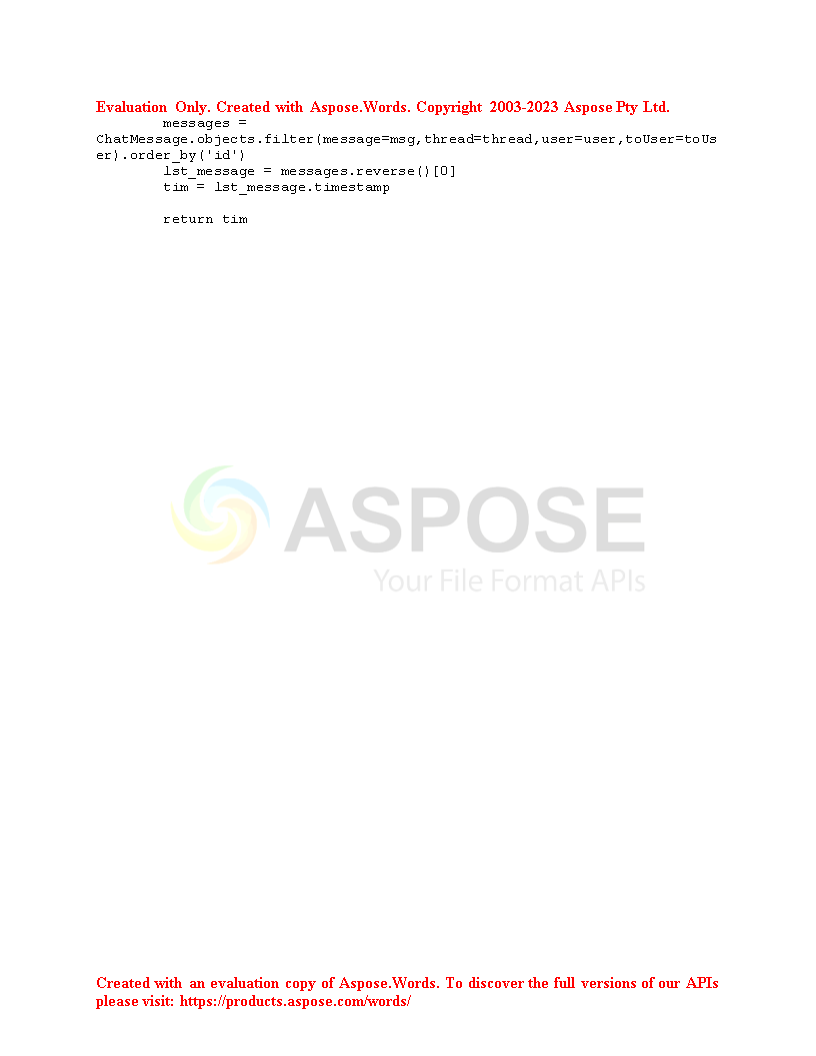 Evaluation Only. Created with Aspose.Words. Copyright 2003-2023 Aspose Pty Ltd.
        messages =
ChatMessage.objects.filter(message=msg,thread=thread,user=user,toUser=toUs
er).order_by('id')
        lst_message = messages.reverse()[0]
        tim = lst_message.timestamp

        return tim
ASPOSE
Your File Format APIs
Created with an evaluation copy of Aspose.Words. To discover the full versions of our APIs
please visit: https://products.aspose.com/words/